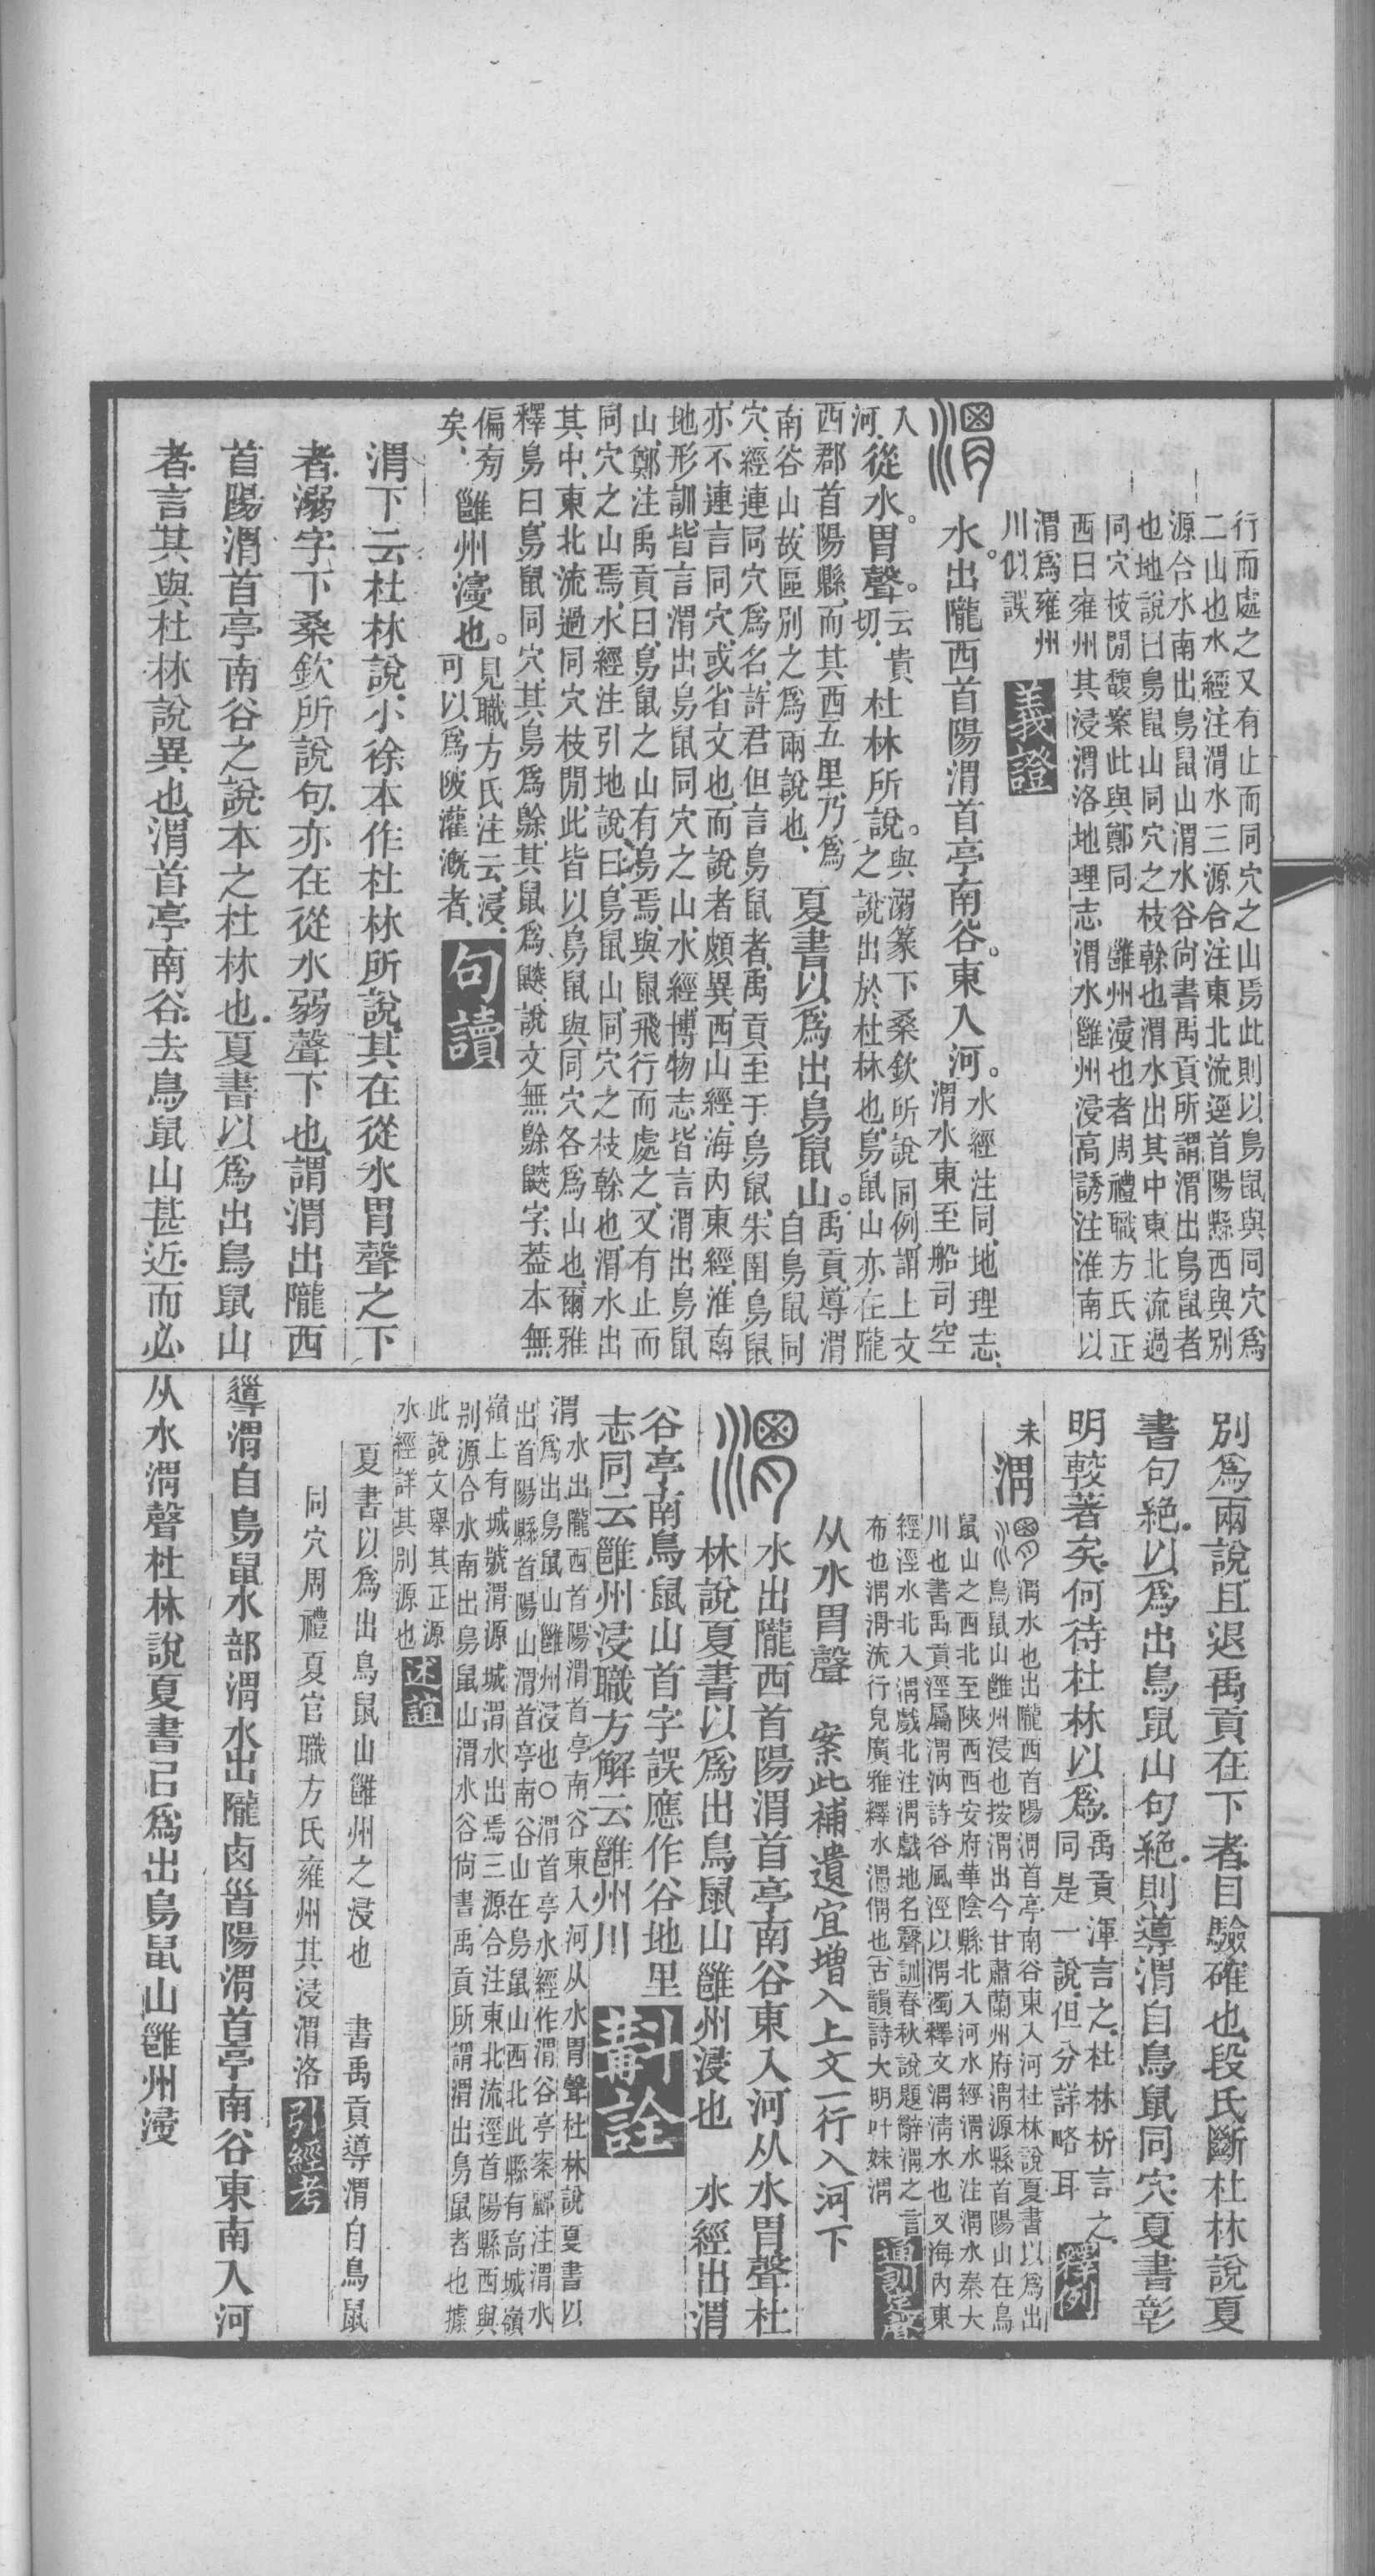 行而處之又有止而同穴之山焉此則以鳥鼠與同穴爲
二山也水經注渭水三源合注東北流逕首陽縣西與別
源合水南出鳥鼠山渭水谷尙書禹貢所謂渭出鳥鼠者
也地說曰鳥鼠山同穴之枝榦也渭水出其中東北流過
同穴枝閒馥案此與鄭同　雝州濅也者周禮職方氏正
西曰雍州其浸渭洛地理志渭水雝州浸高誘注淮南以
渭爲雍州
川似誤
義證
渭
水。出隴西首陽渭首亭南谷。東入河。
水經注同、地理志、
渭水東至船司空
入
河、
從水。胃聲。
云貴
切、
杜林所說。
與溺篆下桑欽所說同例、謂上文
之說出於杜林也、鳥鼠山亦在隴
西郡首陽縣、而其西五里、乃爲
南谷山、故區別之爲兩說也、
夏書以爲出鳥鼠山。
禹貢、導渭
自鳥鼠同
穴、經連同穴爲名、許君但言鳥鼠者、禹貢至于鳥鼠、朱圉鳥鼠
亦不連言同穴、或省文也、而說者頗異、西山經、海內東經、淮南
地形訓皆言渭出鳥鼠同穴之山、水經、博物志皆言渭出鳥鼠
山、鄭注禹貢曰、鳥鼠之山有鳥焉、與鼠飛行而處之、又有止而
同穴之山焉、水經注引地說曰、鳥鼠山、同穴之枝榦也、渭水出
其中、東北流過同穴枝閒、此皆以鳥鼠與同穴各爲山也、爾雅
釋鳥曰、鳥鼠同穴、其鳥爲鵌、其鼠爲鼵、說文無鵌鼵字、葢本無
偏㫄
矣、
雝州濅也。
見職方氏注云、浸、
可以爲陂灌漑者、
句讀
渭下云杜林說、小徐本作杜林所說、其在從水胃聲之下
者、溺字下桑欽所說句、亦在從水弱聲下也、謂渭出隴西
首陽渭首亭南谷之說、本之杜林也、夏書以爲出鳥鼠山
者、言其與杜林說異也、渭首亭南谷、去鳥鼠山甚近、而必
別爲兩說、且退禹貢在下者、目驗確也、段氏斷杜林說夏
書句絶、以爲出鳥鼠山句絶、則導渭自鳥鼠同穴、夏書彰
明較著矣、何待杜林以爲、
禹貢渾言之、杜林析言之、
同是一說、但分詳略耳
釋例
未
渭
渭水也出隴西首陽渭首亭南谷東入河杜林說夏書以爲出
鳥鼠山雝州浸也按渭出今甘肅蘭州府渭源縣首陽山在鳥
鼠山之西北至陝西西安府華陰縣北入河水經渭水注渭水秦大
川也書禹貢涇屬渭汭詩谷風涇以渭濁釋文渭淸水也又海內東
經涇水北入渭戲北注渭戲地名聲訓春秋說題辭渭之言
布也渭渭流行皃廣雅釋水渭㥜也古韻詩大明叶妹渭
通訓定聲
从水胃聲　案此補遺宜增入上文一行入河下
渭
水出隴西首陽渭首亭南谷東入河从水胃聲杜
林說夏書以爲出鳥鼠山雝州浸也　水經出渭
谷亭南鳥鼠山首字誤應作谷地里
志同云雝州浸職方解云雝州川
斠詮
渭水出隴西首陽渭首亭南谷東入河从水胃聲杜林說夏書以
爲出鳥鼠山雝州浸也○渭首亭水經作渭谷亭案酈注渭水
出首陽縣首陽山渭首亭南谷山在鳥鼠山西北此縣有高城嶺
嶺上有城號渭源城渭水出焉三源合注東北流逕首陽縣西與
別源合水南出鳥鼠山渭水谷尙書禹貢所謂渭出鳥鼠者也據
此說文舉其正源
水經詳其別源也
述誼
夏書以爲出鳥鼠山雝州之浸也　書禹貢導渭自鳥鼠
同穴周禮夏官職方氏雍州其浸渭洛
引經考
導渭自鳥鼠水部渭水出隴㢴𩠐陽渭首亭南谷東南入河
从水渭聲杜林說夏書㠯爲出鳥鼠山雝州濅